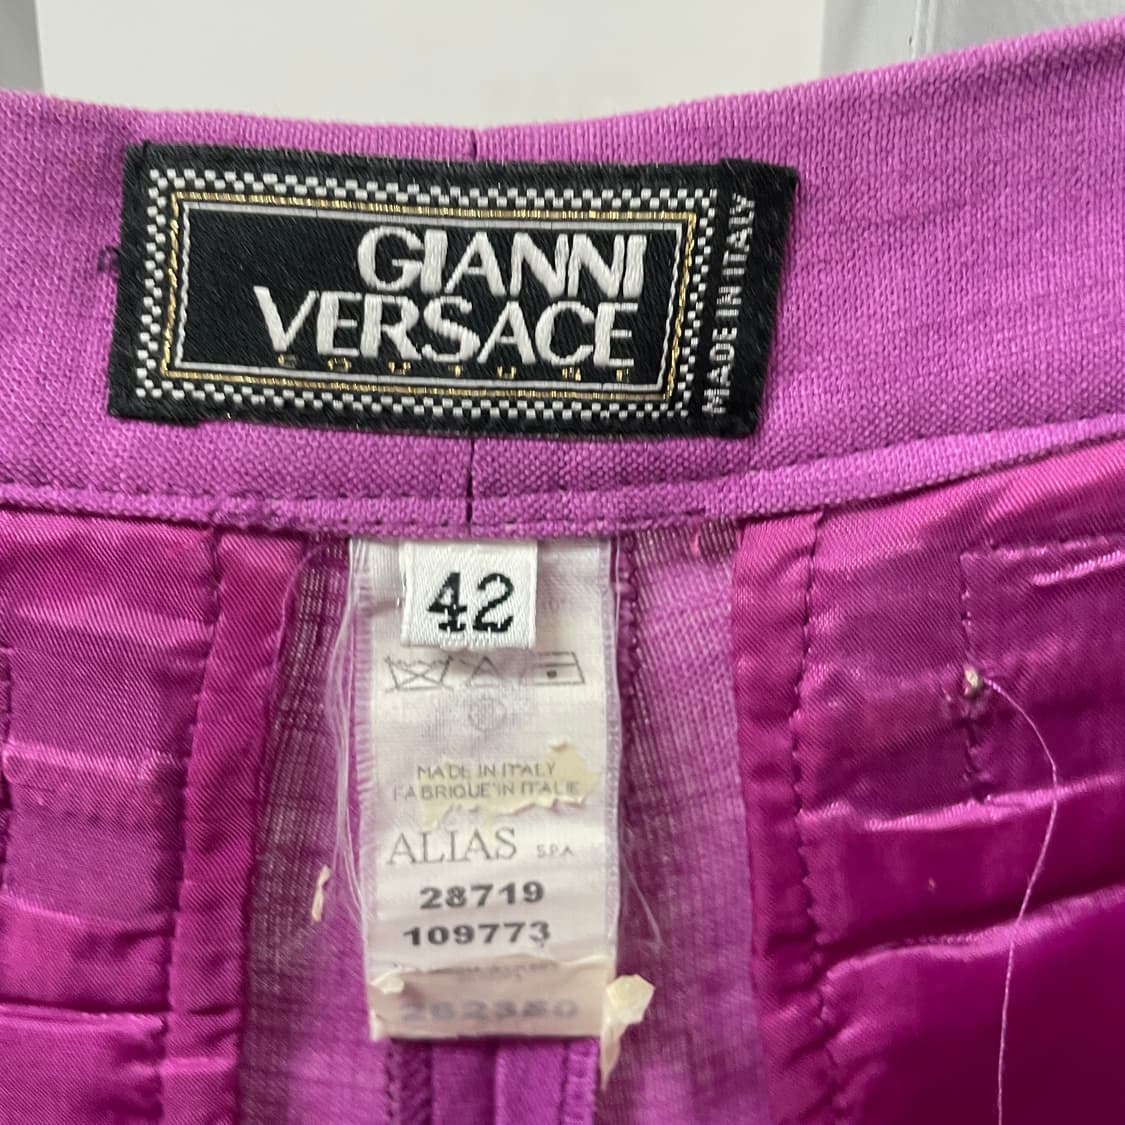 GIANNI
VERSACE
COUTURE
MADE IN ITALY
42
MADE IN ITALY
FABRIQUE'IN ITALIE
ALIAS S.P.A
28719
109773